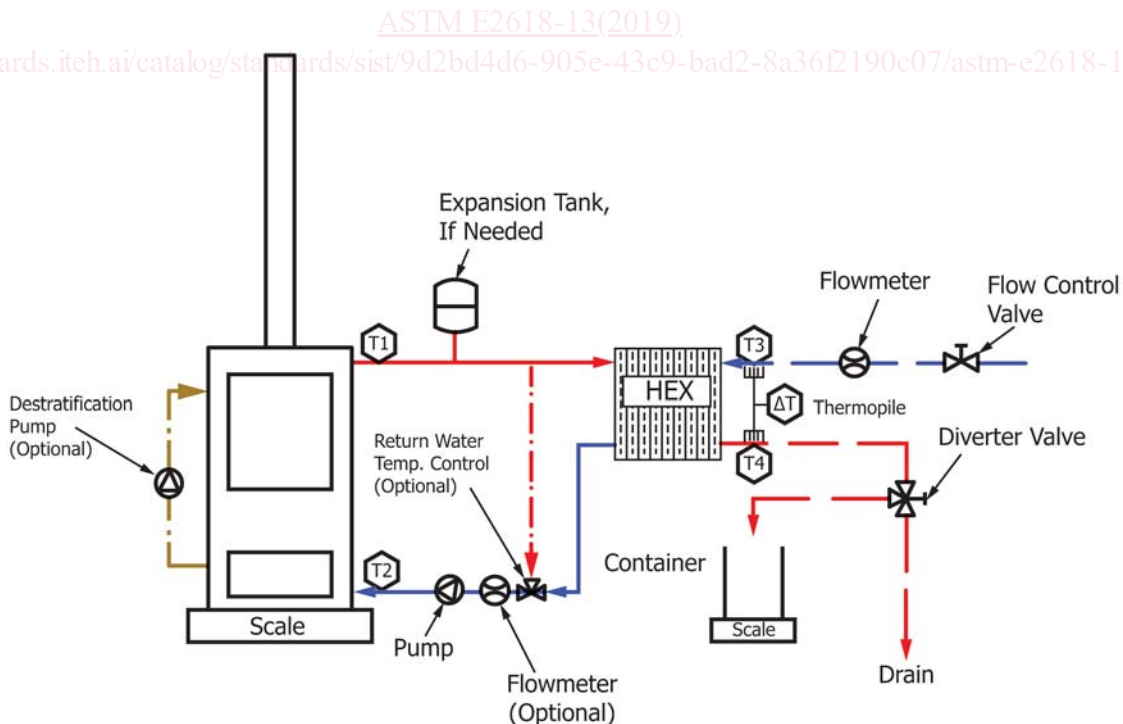 ASTM E2618-13(2019)
ards.iteh.ai/catalog/standards/sist/9d2bd4d6-905e-43c9-bad2-8a36f2190c07/astm-e2618-1
Expansion Tank,
If Needed
Flowmeter
Flow Control
Valve
T1
T3
HEX
ΔT
Thermopile
Destratification
Pump
(Optional)
Return Water
Temp. Control
(Optional)
T4
Diverter Valve
T2
Container
Scale
Pump
Scale
Flowmeter
(Optional)
Drain